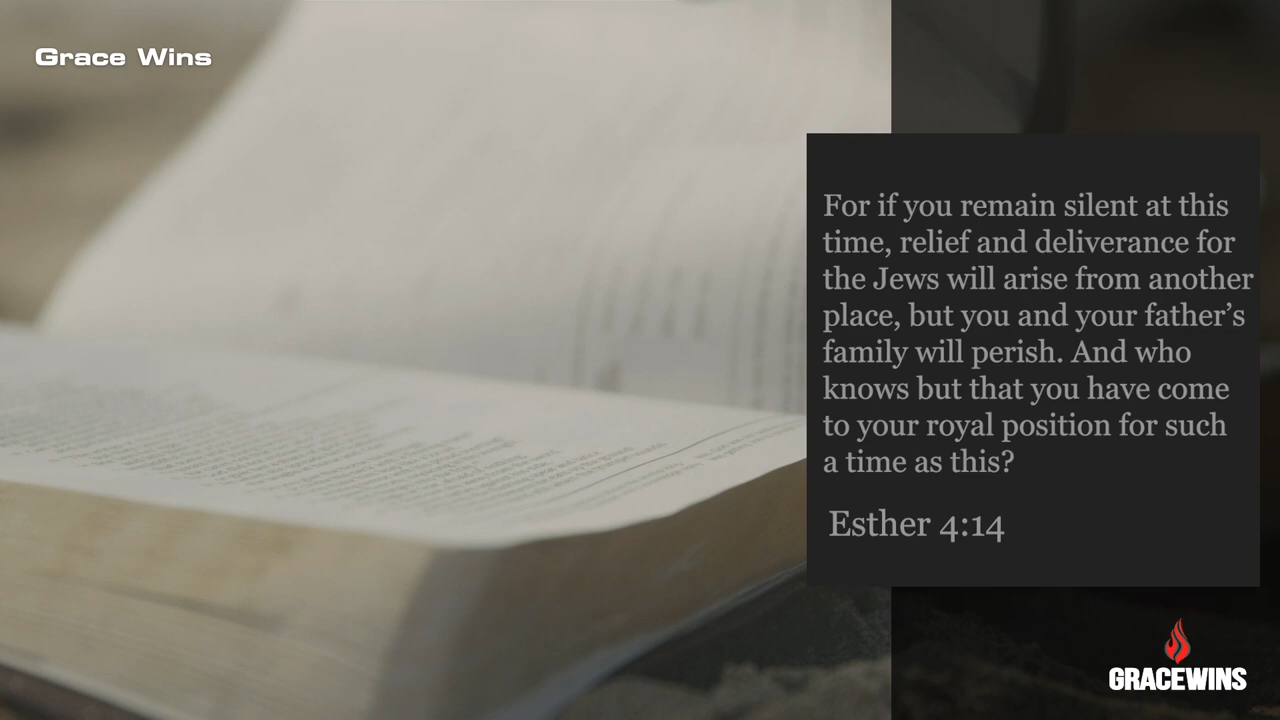 Grace Wins
For if you remain silent at this
time, relief and deliverance for
the Jews will arise from another
place, but you and your father’s
family will perish. And who
knows but that you have come
to your royal position for such
a time as this?
Esther 4:14
GRACEWINS